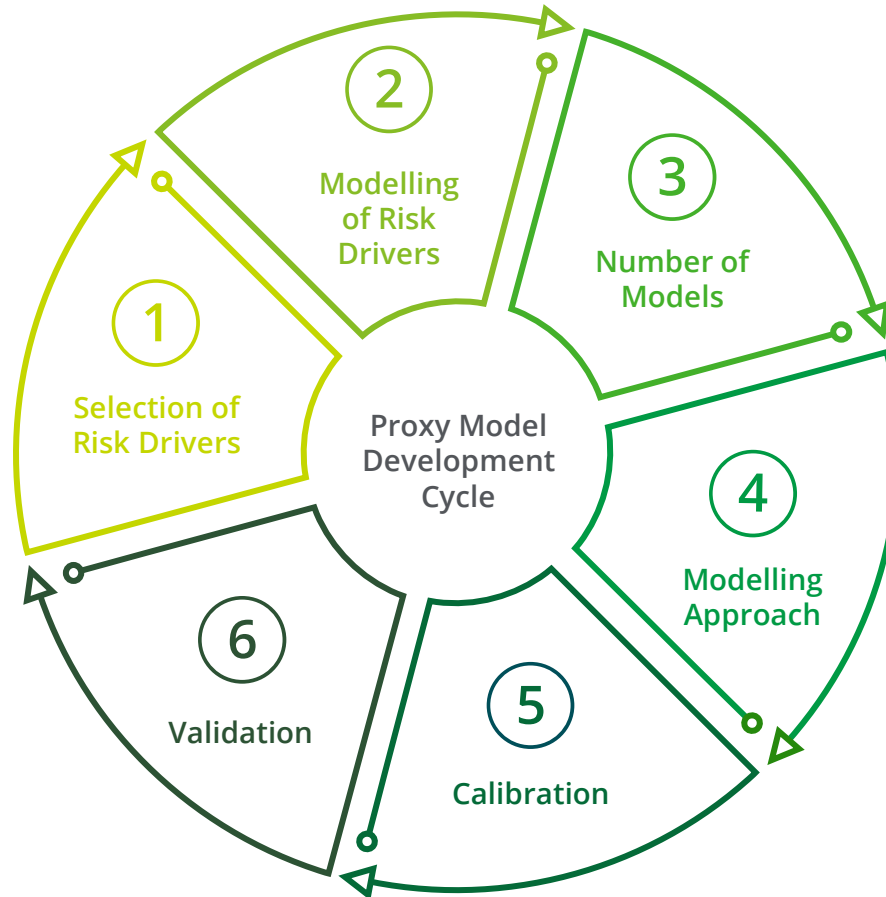 1
Selection of
Risk Drivers
2
Modelling
of Risk
Drivers
3
Number of
Models
4
Modelling
Approach
5
Calibration
6
Validation
Proxy Model
Development
Cycle